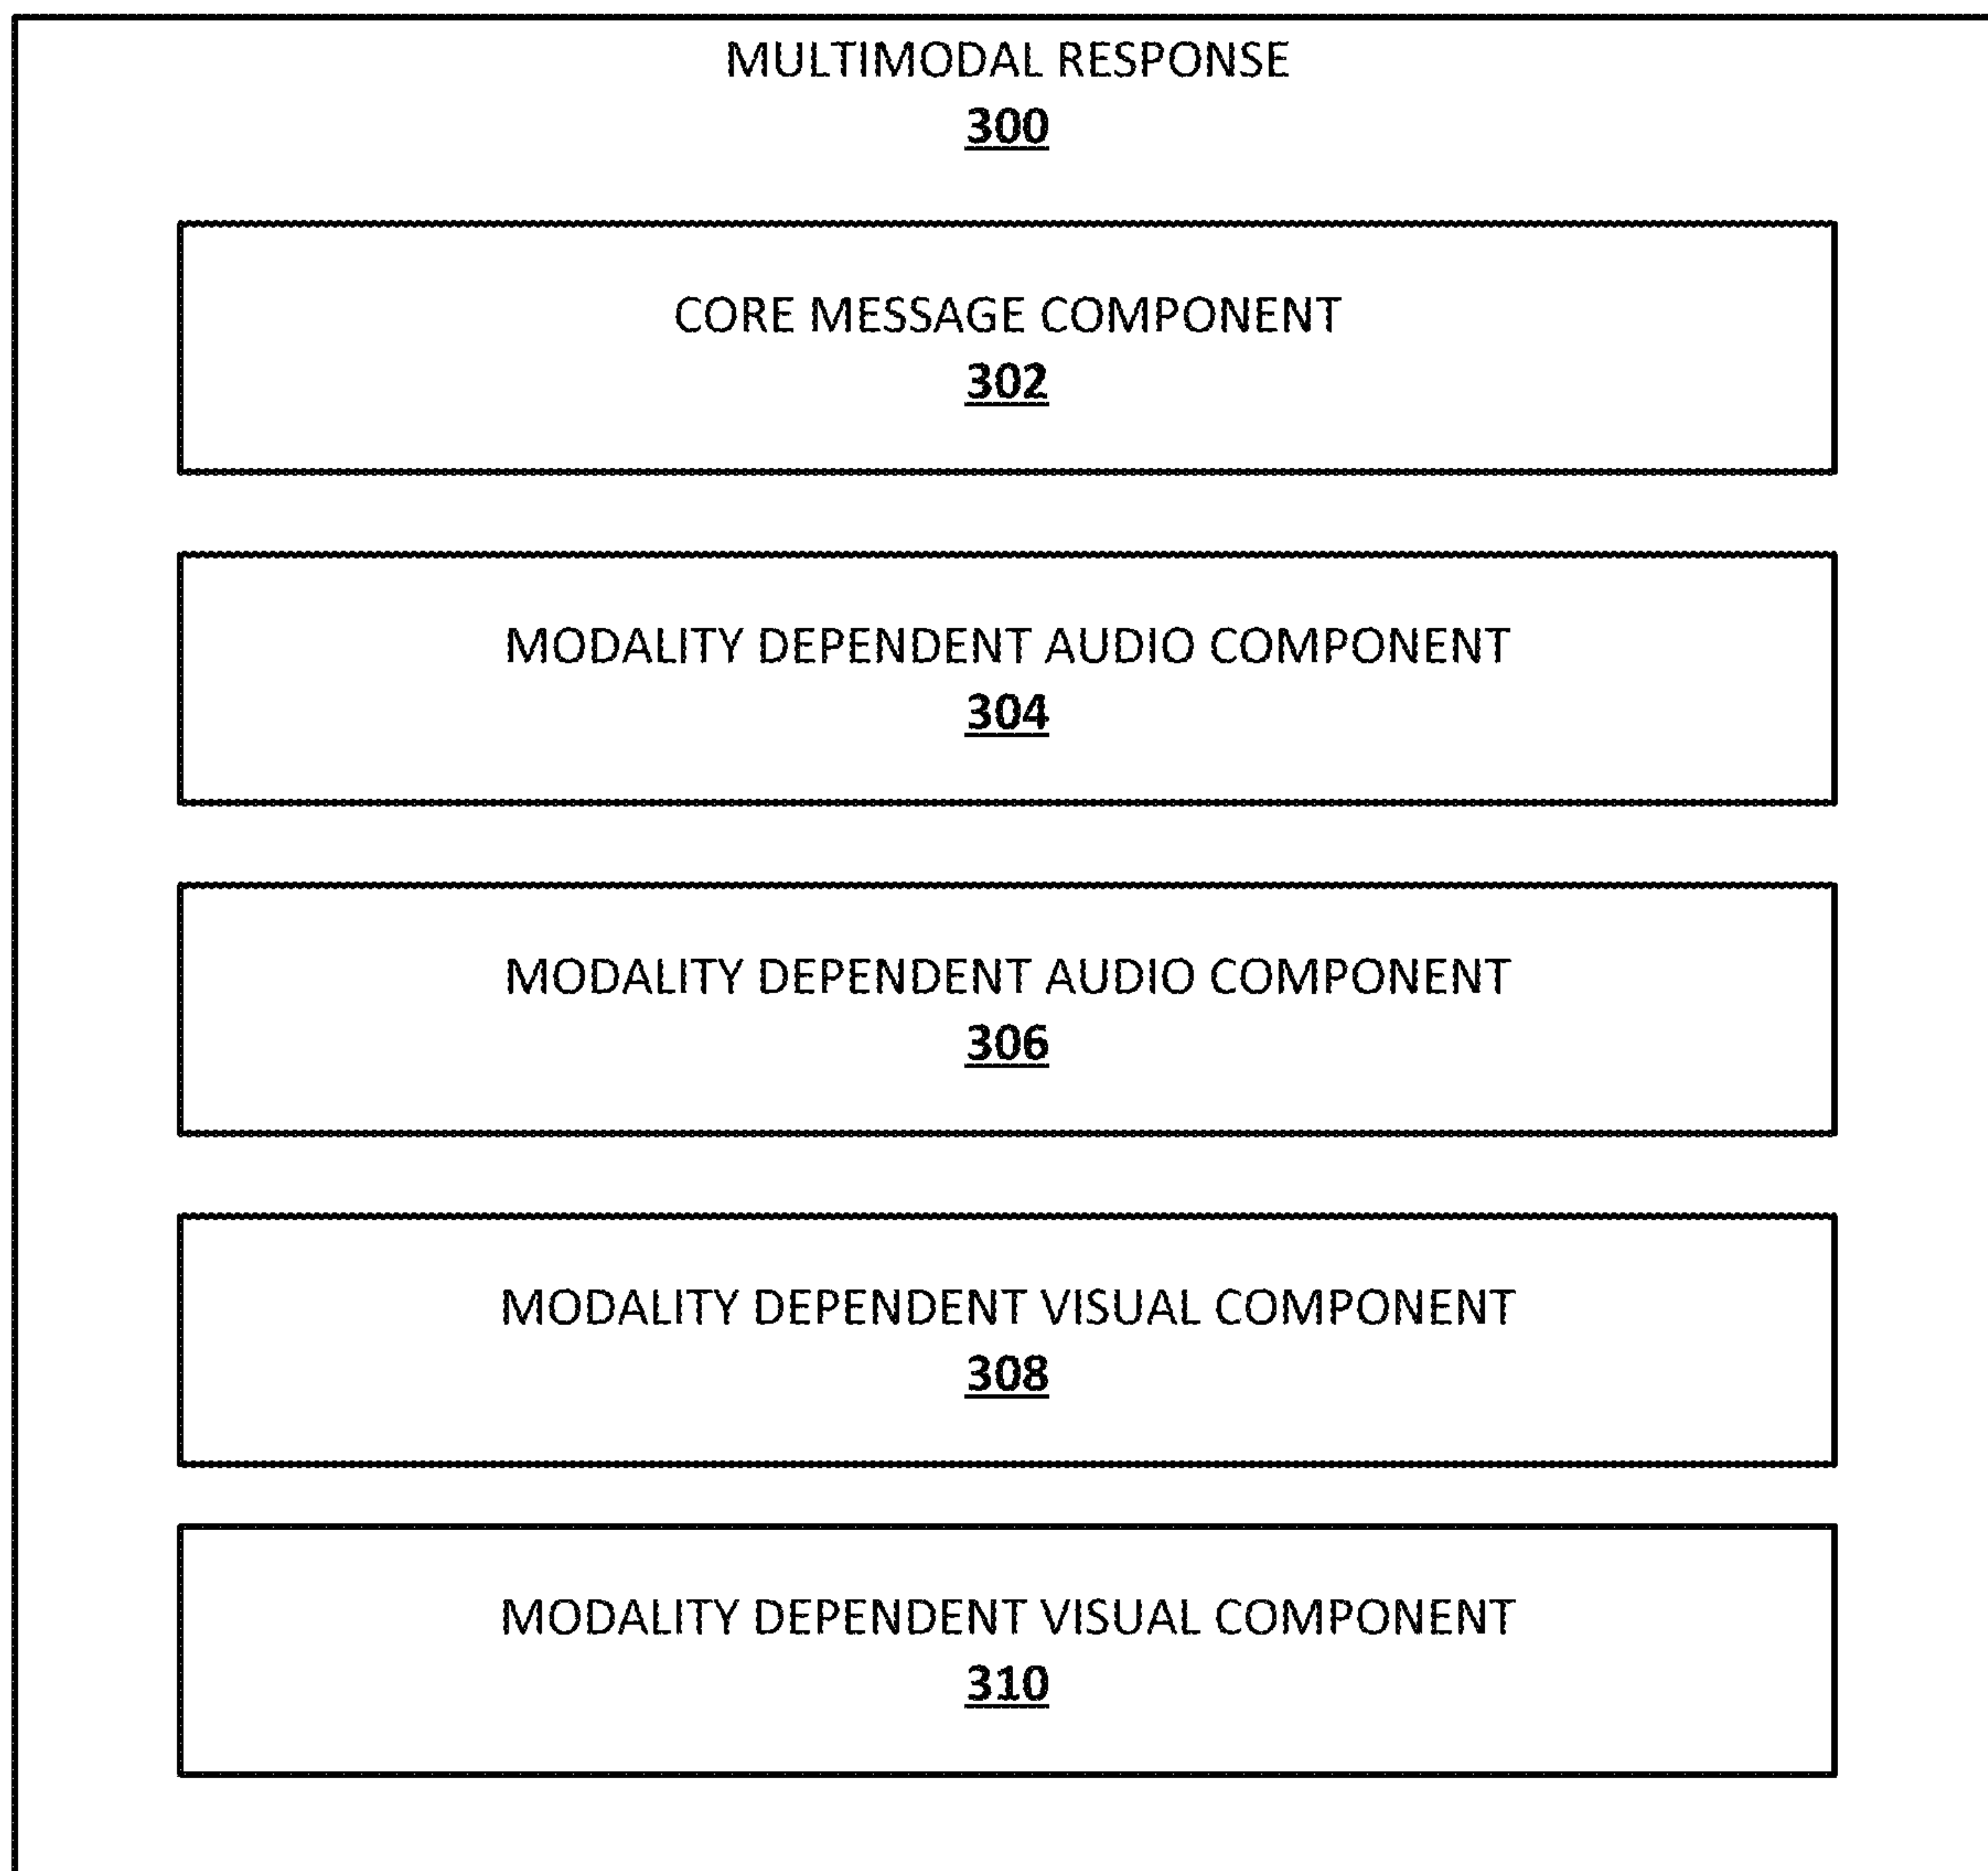 MULTIMODAL RESPONSE
300
CORE MESSAGE COMPONENT
302
MODALITY DEPENDENT AUDIO COMPONENT
304
MODALITY DEPENDENT AUDIO COMPONENT
306
MODALITY DEPENDENT VISUAL COMPONENT
308
MODALITY DEPENDENT VISUAL COMPONENT
310